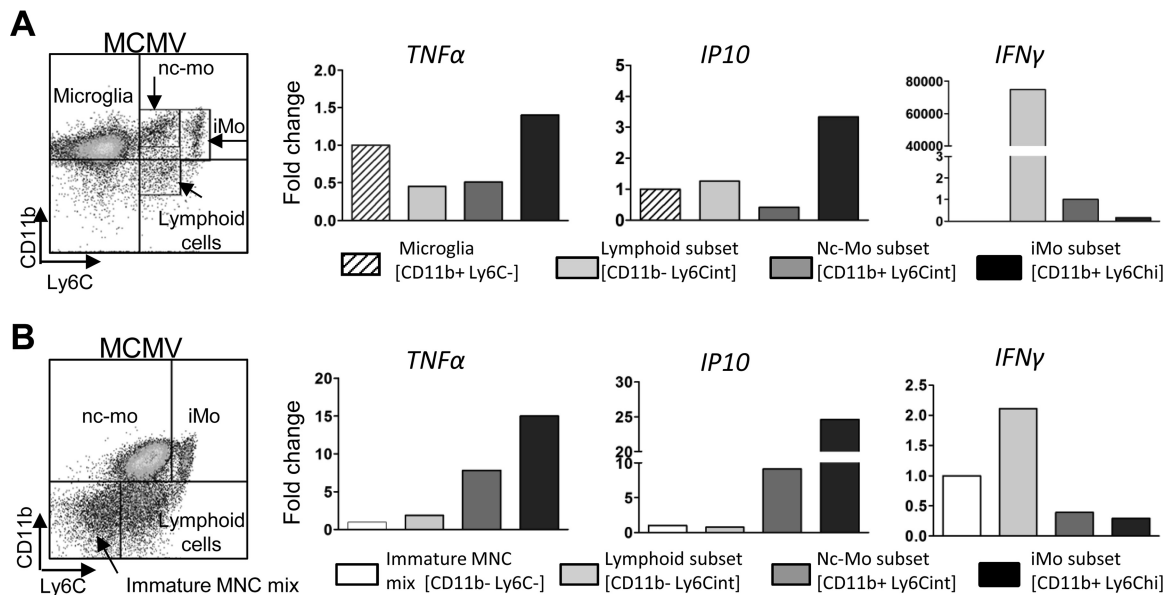 A
MCMV
nc-mo
Microglia
iMo
Lymphoid
cells
CD11b
Ly6C
TNFα
Fold change
2.0
1.5
1.0
0.5
0.0
IP10
5
4
3
2
1
0
IFNγ
80000
40000
3
2
1
0
Microglia
[CD11b+ Ly6C-]
Lymphoid subset
[CD11b- Ly6Cint]
Nc-Mo subset
[CD11b+ Ly6Cint]
iMo subset
[CD11b+ Ly6Chi]
B
MCMV
nc-mo
iMo
Lymphoid
cells
CD11b
Ly6C
Immature MNC mix
TNFα
Fold change
20
15
10
5
0
IP10
30
25
20
10
5
0
IFNγ
2.5
2.0
1.5
1.0
0.5
0.0
Immature MNC
mix [CD11b- Ly6C-]
Lymphoid subset
[CD11b- Ly6Cint]
Nc-Mo subset
[CD11b+ Ly6Cint]
iMo subset
[CD11b+ Ly6Chi]